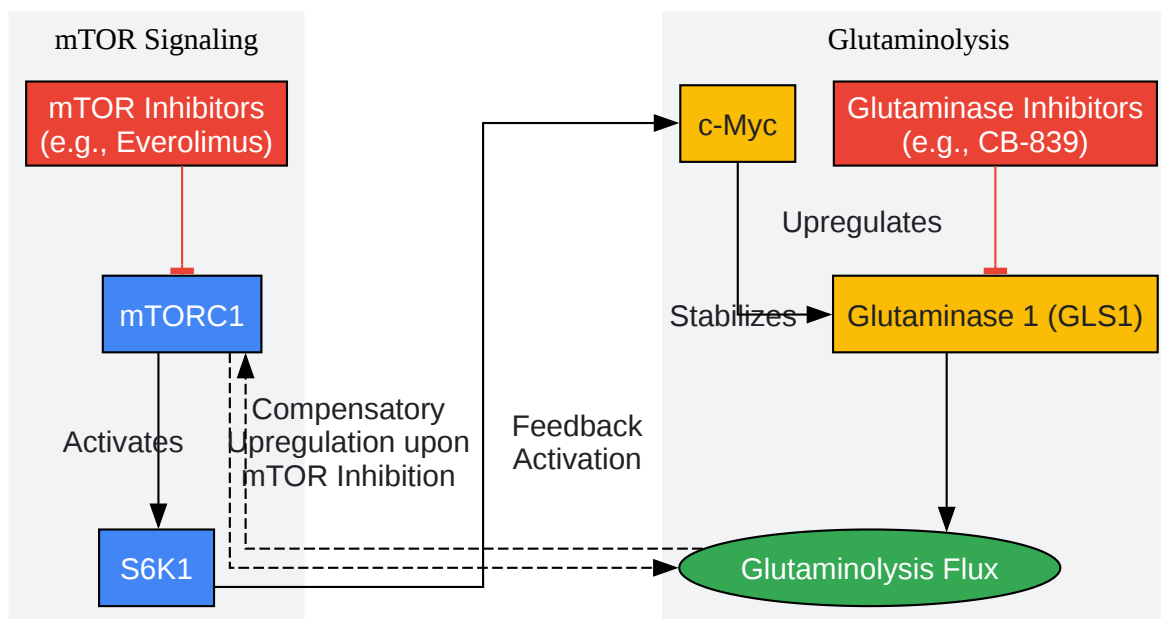 mTOR Signaling
Glutaminolysis
mTOR Inhibitors
(e.g., Everolimus)
c-Myc
Glutaminase Inhibitors
(e.g., CB-839)
Upregulates
mTORC1
Stabilizes
Glutaminase 1 (GLS1)
Activates
Compensatory
Upregulation upon
mTOR Inhibition
Feedback
Activation
S6K1
Glutaminolysis Flux